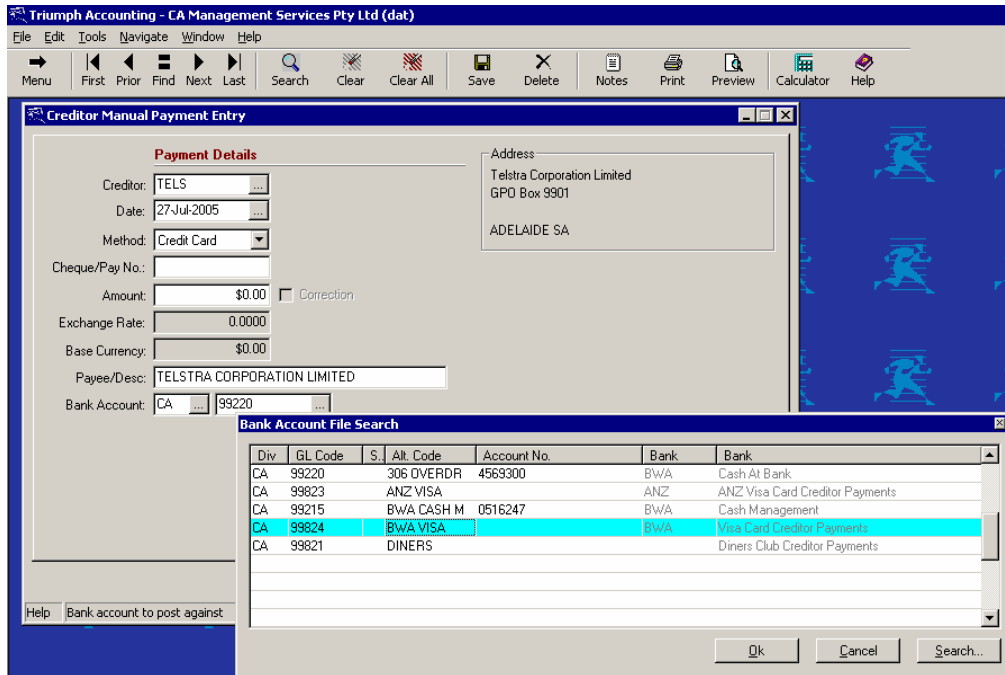 Triumph Accounting - CA Management Services Pty Ltd (dat)
File Edit Tools Navigate Window Help
Menu First Prior Find Next Last Search Clear Clear All Save Delete Notes Print Preview Calculator Help
Creditor Manual Payment Entry
Payment Details
Address
Creditor: TELS ...
Telstra Corporation Limited
GPO Box 9901
Date: 27-Jul-2005 ...
ADELAIDE SA
Method: Credit Card
Cheque/Pay No.:
Amount: $0.00 Correction
Exchange Rate: 0.0000
Base Currency: $0.00
Payee/Desc: TELSTRA CORPORATION LIMITED
Bank Account: CA ... 99220 ...
Bank Account File Search
Div GL Code S.. Alt. Code Account No. Bank Bank
CA 99220 306 OVERDR 4569300 BWA Cash At Bank
CA 99823 ANZ VISA ANZ ANZ Visa Card Creditor Payments
CA 99215 BWA CASH M 0516247 BWA Cash Management
CA 99824 BWA VISA BWA Visa Card Creditor Payments
CA 99821 DINERS Diners Club Creditor Payments
Help Bank account to post against
Ok Cancel Search...